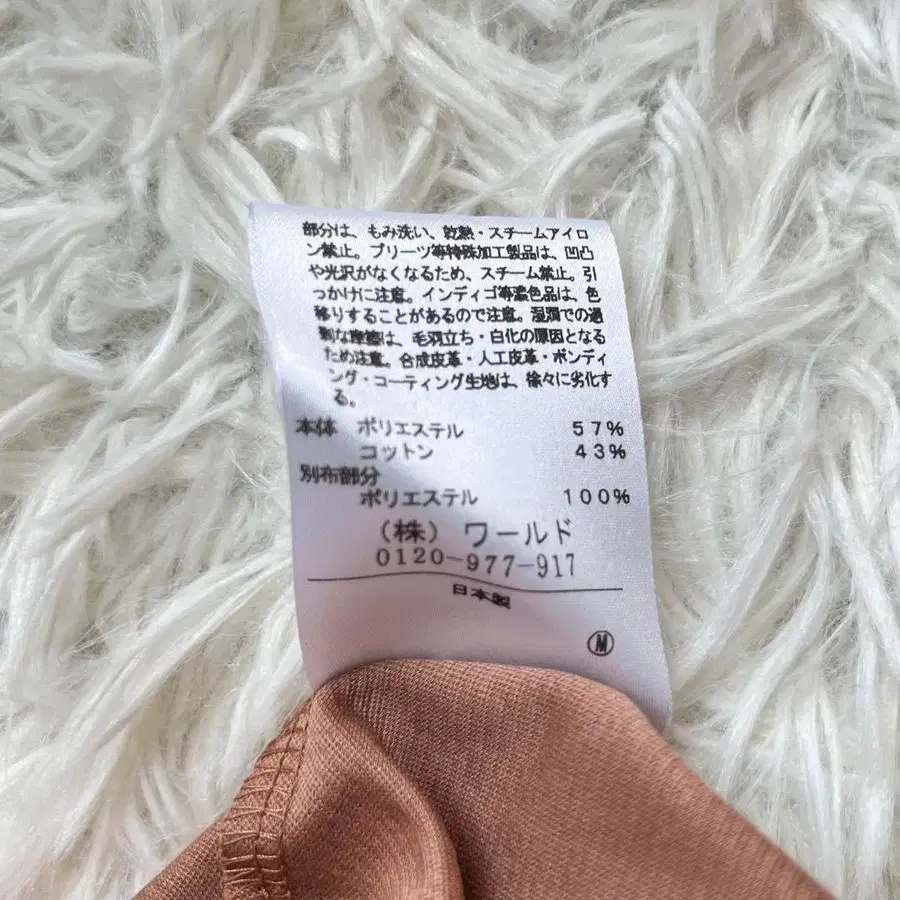 部分は、もみ洗い、乾熱・スチームアイロ
ン禁止。プリーツ等特殊加工製品は、凹凸
や光沢がなくなるため、スチーム禁止。引
っかけに注意。インディゴ等濃色品は、色
移りすることがあるので注意。湿潤での過
剰な摩擦は、毛羽立ち・白化の原因となる
ため注意。合成皮革・人工皮革・ボンディ
ング・コーティング生地は、徐々に劣化す
る。
本体 ポリエステル 57%
コットン 43%
別布部分
ポリエステル 100%
(株) ワールド
0120-977-917
日本製
M